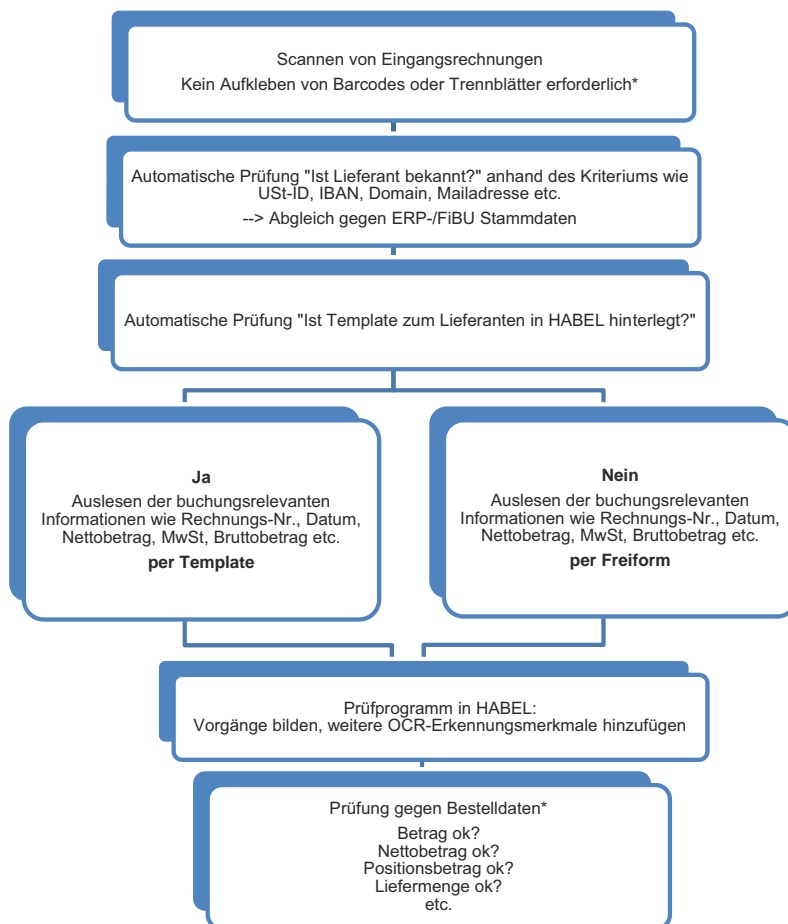 Scannen von Eingangsrechnungen
Kein Aufkleben von Barcodes oder Trennblätter erforderlich*
Automatische Prüfung "Ist Lieferant bekannt?" anhand des Kriteriums wie
USt-ID, IBAN, Domain, Mailadresse etc.
--> Abgleich gegen ERP-/FiBU Stammdaten
Automatische Prüfung "Ist Template zum Lieferanten in HABEL hinterlegt?"
Ja
Auslesen der buchungsrelevanten
Informationen wie Rechnungs-Nr., Datum,
Nettobetrag, MwSt, Bruttobetrag etc.
per Template
Nein
Auslesen der buchungsrelevanten
Informationen wie Rechnungs-Nr., Datum,
Nettobetrag, MwSt, Bruttobetrag etc.
per Freiform
Prüfprogramm in HABEL:
Vorgänge bilden, weitere OCR-Erkennungsmerkmale hinzufügen
Prüfung gegen Bestelldaten*
Betrag ok?
Nettobetrag ok?
Positionsbetrag ok?
Liefermenge ok?
etc.